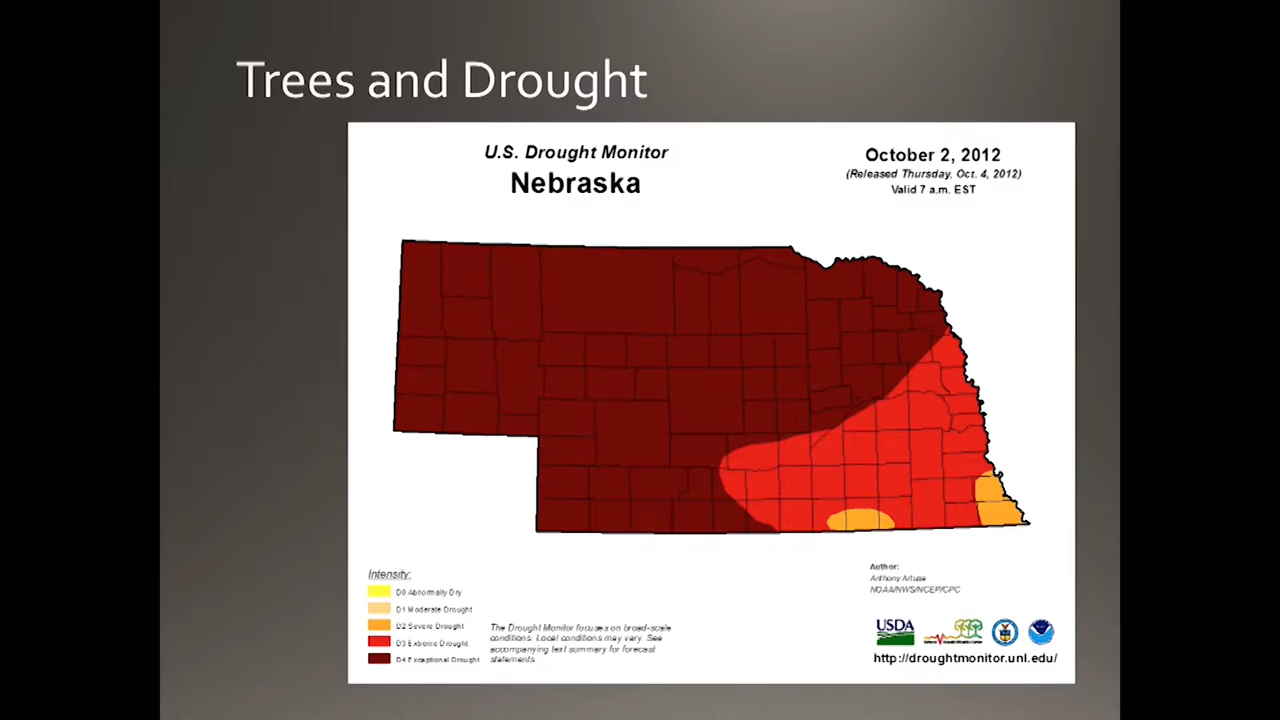 Trees and Drought
U.S. Drought Monitor
Nebraska
October 2, 2012
(Released Thursday, Oct. 4, 2012)
Valid 7 a.m. EST
Intensity:
D0 Abnormally Dry
D1 Moderate Drought
D2 Severe Drought
D3 Extreme Drought
D4 Exceptional Drought
The Drought Monitor focuses on broad-scale
conditions. Local conditions may vary. See
accompanying text summary for forecast
statements.
Author:
Anthony Artusa
NOAA/NWS/NCEP/CPC
USDA
http://droughtmonitor.unl.edu/